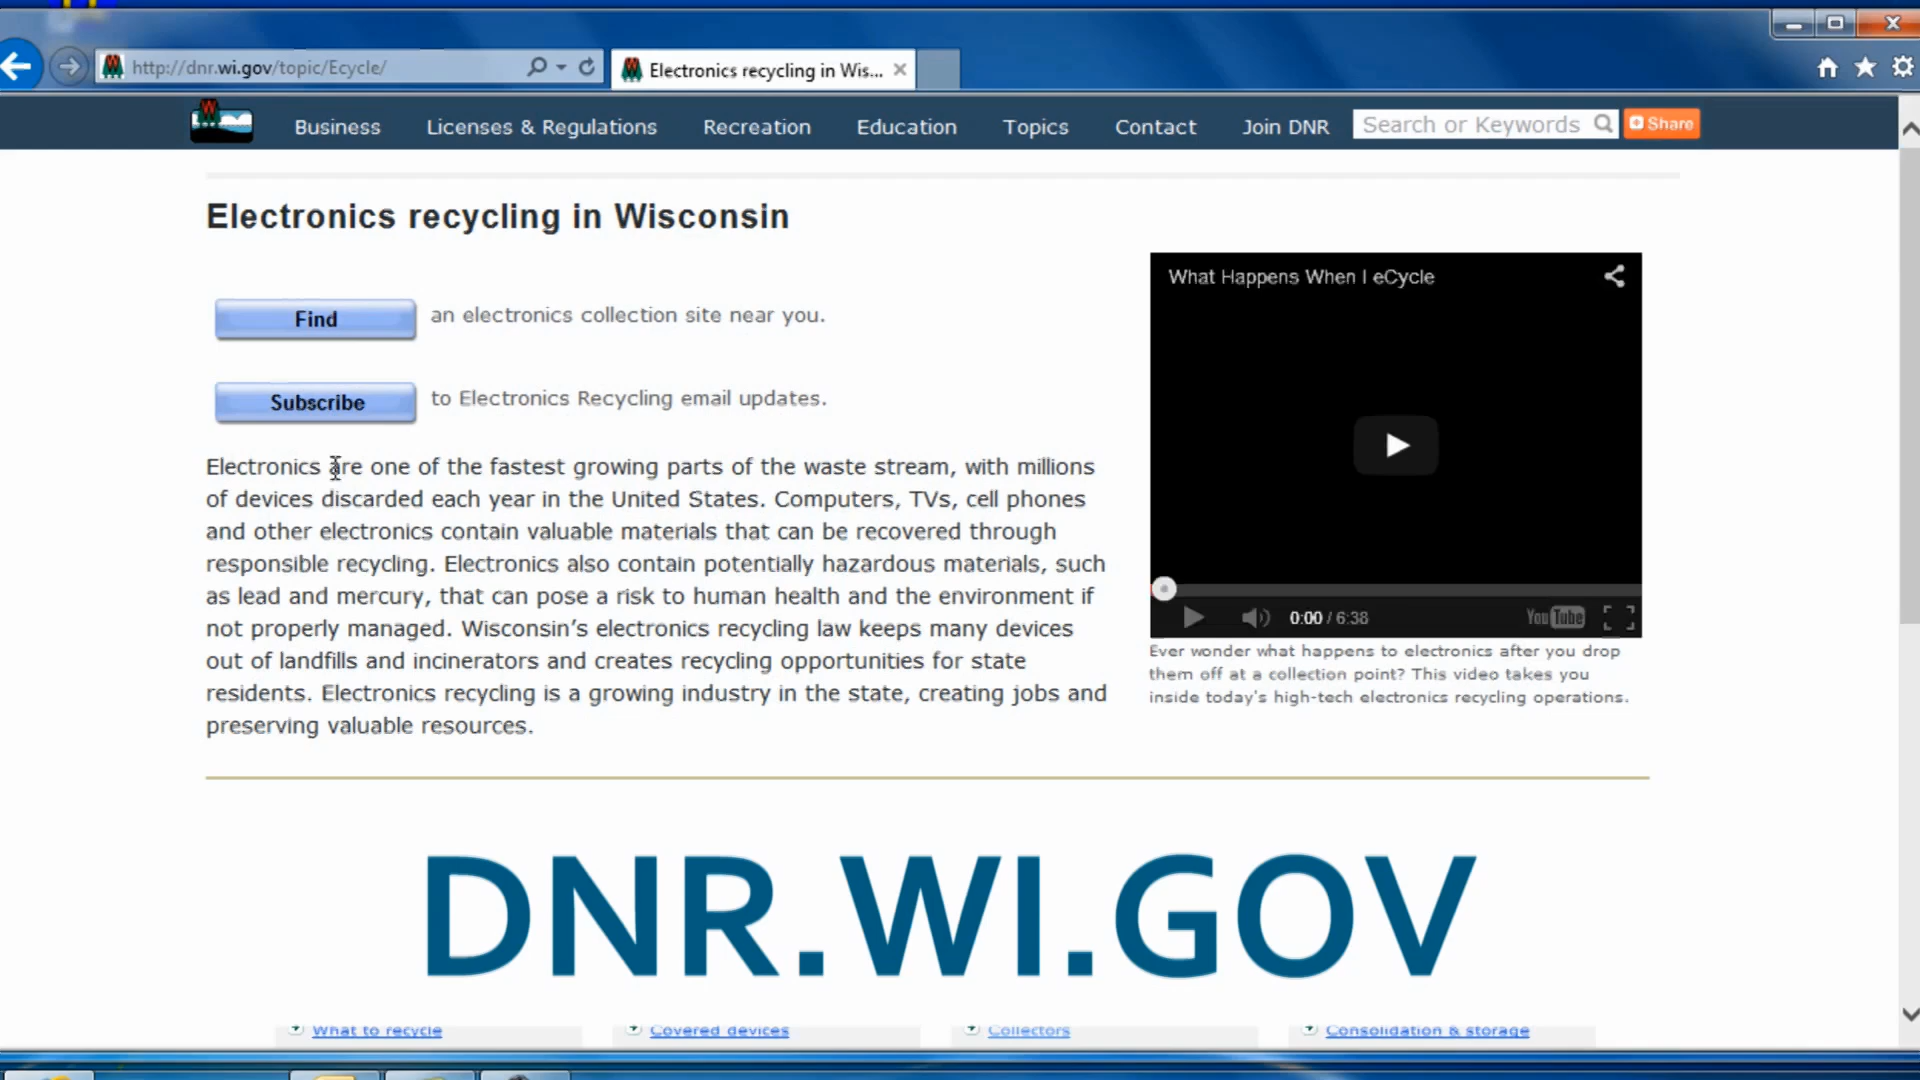 http://dnr.wi.gov/topic/Ecycle/
Electronics recycling in Wis...
Business Licenses & Regulations Recreation Education Topics Contact Join DNR Search or Keywords Share
Electronics recycling in Wisconsin
Find an electronics collection site near you.
Subscribe to Electronics Recycling email updates.
Electronics are one of the fastest growing parts of the waste stream, with millions
of devices discarded each year in the United States. Computers, TVs, cell phones
and other electronics contain valuable materials that can be recovered through
responsible recycling. Electronics also contain potentially hazardous materials, such
as lead and mercury, that can pose a risk to human health and the environment if
not properly managed. Wisconsin's electronics recycling law keeps many devices
out of landfills and incinerators and creates recycling opportunities for state
residents. Electronics recycling is a growing industry in the state, creating jobs and
preserving valuable resources.
What Happens When I eCycle
0:00 / 6:38 YouTube
Ever wonder what happens to electronics after you drop
them off at a collection point? This video takes you
inside today's high-tech electronics recycling operations.
DNR.WI.GOV
What to recycle Covered devices Collectors Consolidation & storage